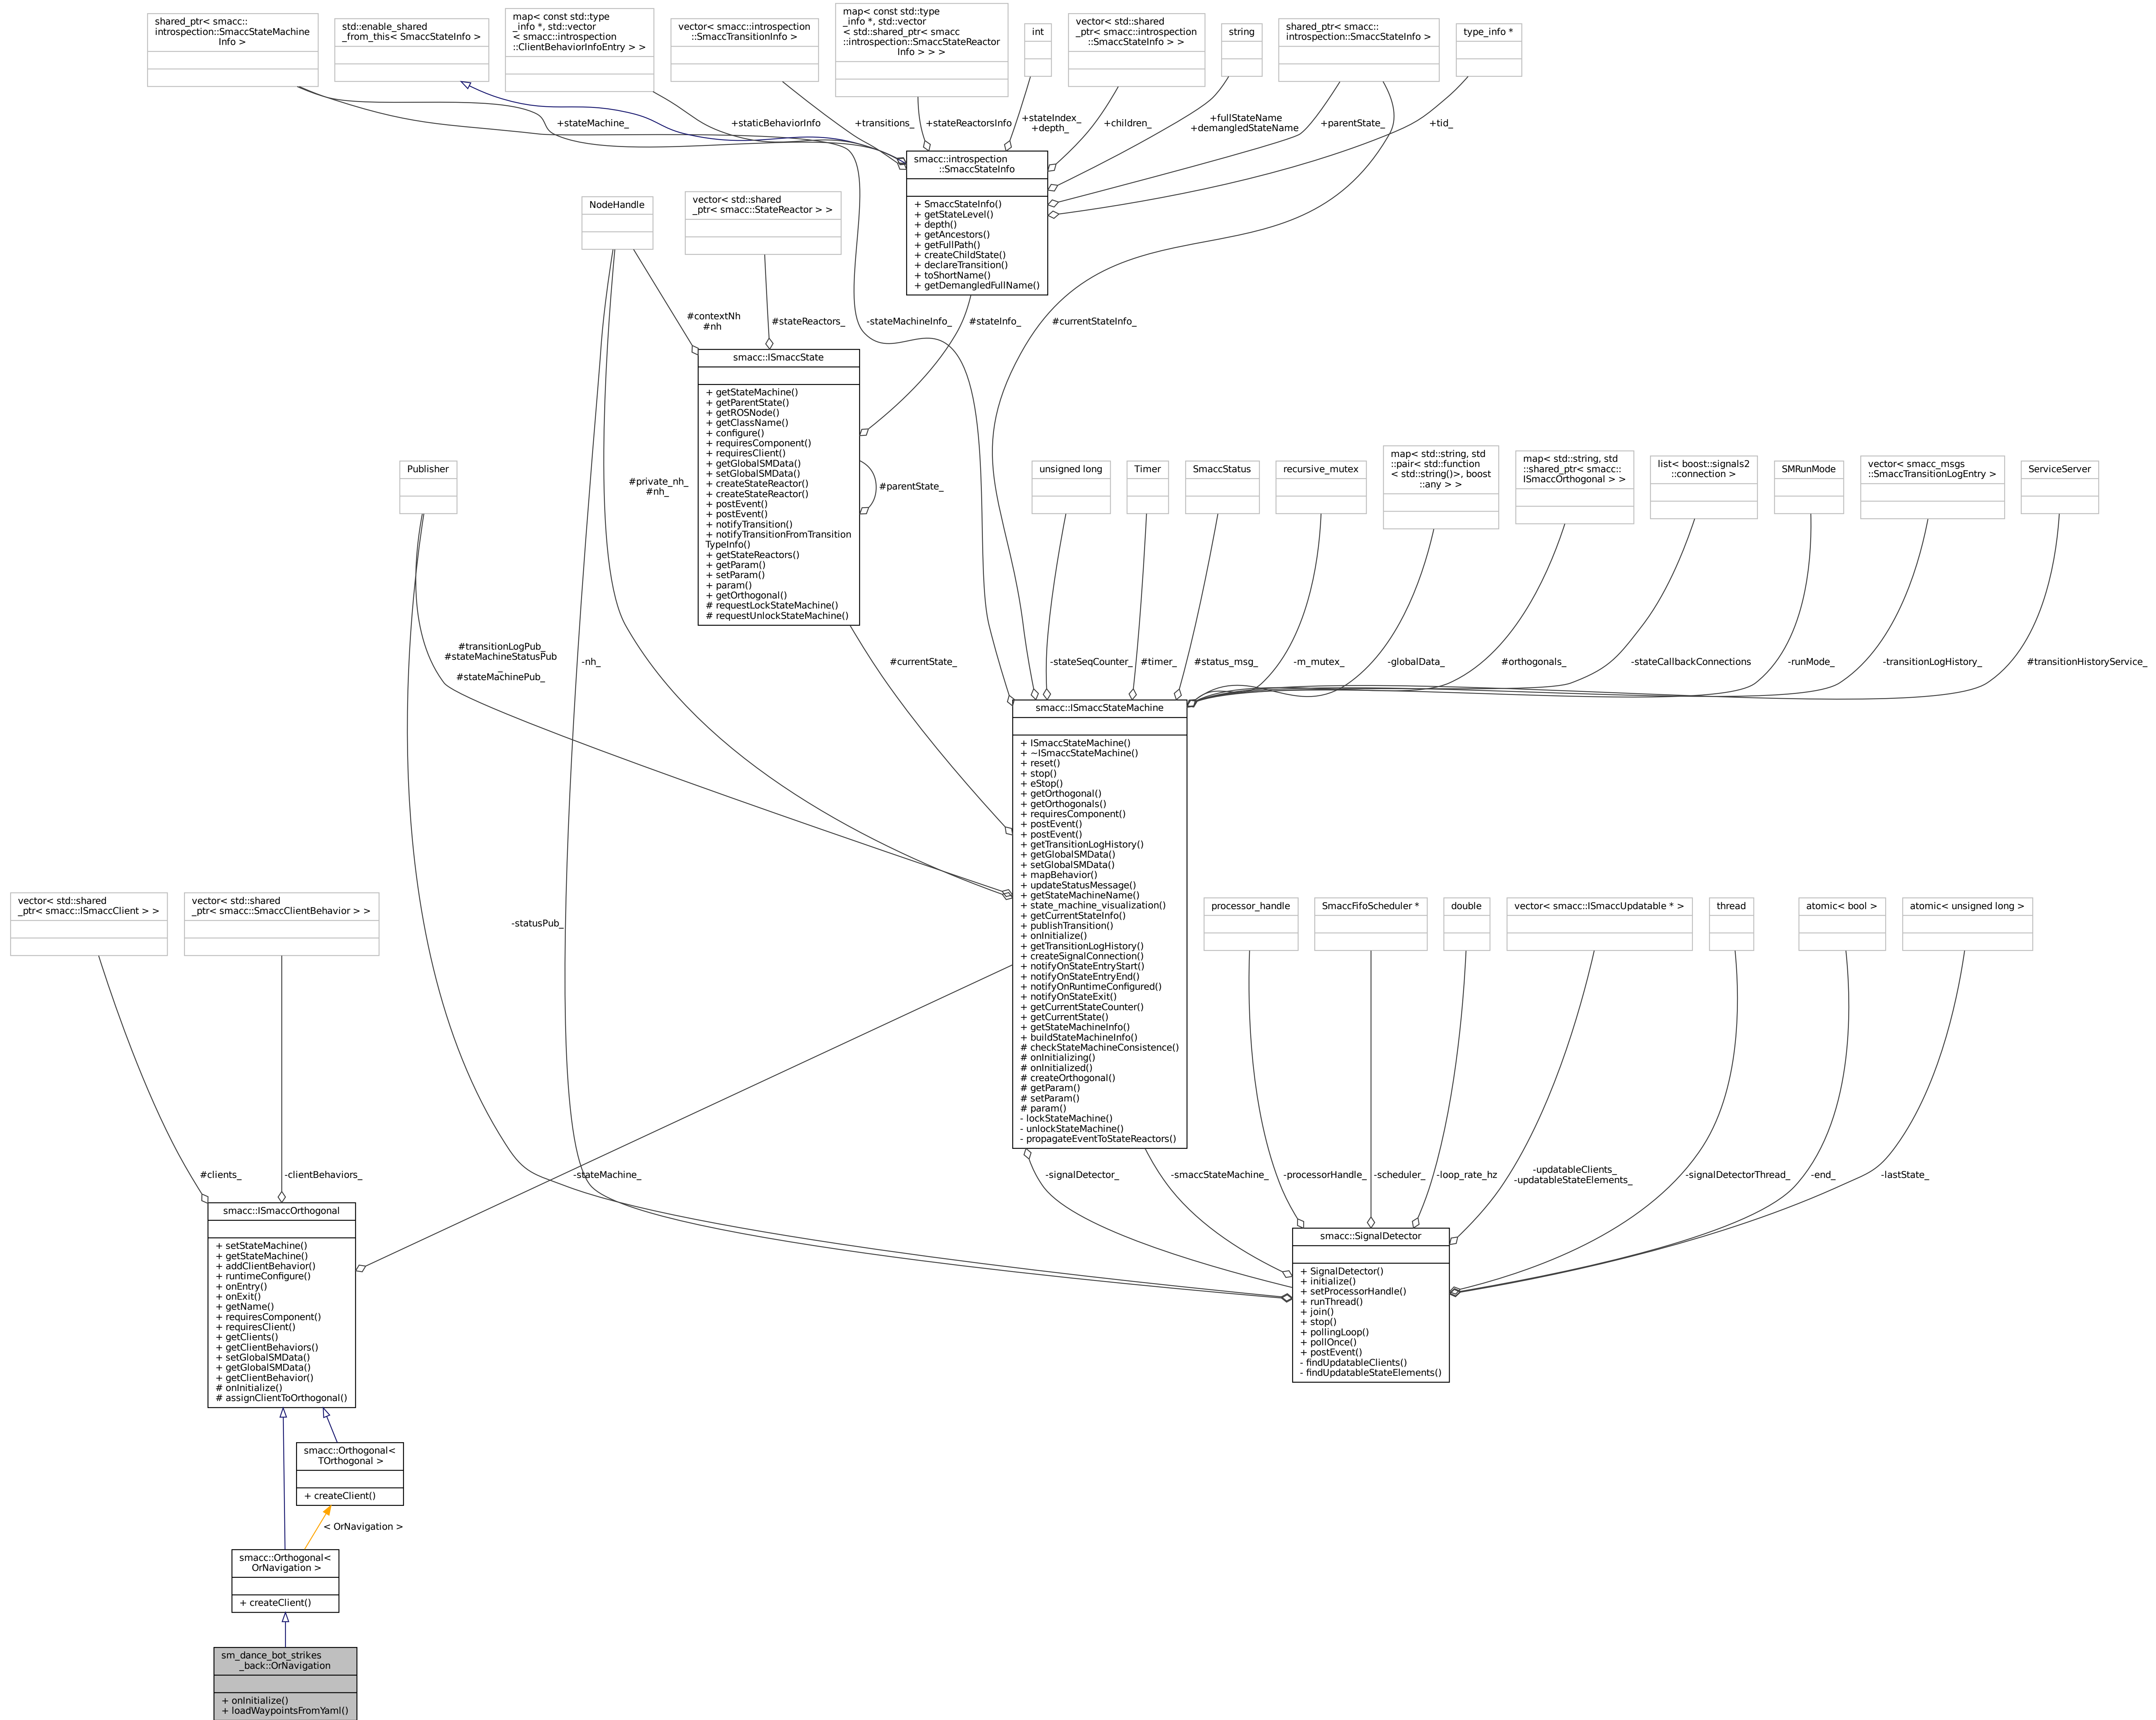 shared_ptr< smacc::
introspection::SmaccStateMachine
Info >
std::enable_shared
_from_this< SmaccStateInfo >
map< const std::type
_info *, std::vector
< smacc::introspection
::ClientBehaviorInfoEntry > >
vector< smacc::introspection
::SmaccTransitionInfo >
map< const std::type
_info *, std::vector
< std::shared_ptr< smacc
::introspection::SmaccStateReactor
Info > > >
int
vector< std::shared
_ptr< smacc::introspection
::SmaccStateInfo > >
string
shared_ptr< smacc::
introspection::SmaccStateInfo >
type_info *
+stateMachine_
+staticBehaviorInfo
+transitions_
+stateReactorsInfo
+stateIndex_
+depth_
+children_
+fullStateName
+demangledStateName
+parentState_
+tid_
smacc::introspection
::SmaccStateInfo
+ SmaccStateInfo()
+ getStateLevel()
+ depth()
+ getAncestors()
+ getFullPath()
+ createChildState()
+ declareTransition()
+ toShortName()
+ getDemangledFullName()
NodeHandle
vector< std::shared
_ptr< smacc::StateReactor > >
#contextNh
#nh
#stateReactors_
-stateMachineInfo_
#stateInfo_
#currentStateInfo_
smacc::ISmaccState
+ getStateMachine()
+ getParentState()
+ getROSNode()
+ getClassName()
+ configure()
+ requiresComponent()
+ requiresClient()
+ getGlobalSMData()
+ setGlobalSMData()
+ createStateReactor()
+ createStateReactor()
+ postEvent()
+ postEvent()
+ notifyTransition()
+ notifyTransitionFromTransition
TypeInfo()
+ getStateReactors()
+ getParam()
+ setParam()
+ param()
+ getOrthogonal()
# requestLockStateMachine()
# requestUnlockStateMachine()
#parentState_
Publisher
#private_nh_
#nh_
unsigned long
Timer
SmaccStatus
recursive_mutex
map< std::string, std
::pair< std::function
< std::string()>, boost
::any > >
map< std::string, std
::shared_ptr< smacc::
ISmaccOrthogonal > >
list< boost::signals2
::connection >
SMRunMode
vector< smacc_msgs
::SmaccTransitionLogEntry >
ServiceServer
#transitionLogPub_
#stateMachineStatusPub
_
#stateMachinePub_
-nh_
#currentState_
-stateSeqCounter_
#timer_
#status_msg_
-m_mutex_
-globalData_
#orthogonals_
-stateCallbackConnections
-runMode_
-transitionLogHistory_
#transitionHistoryService_
smacc::ISmaccStateMachine
+ ISmaccStateMachine()
+ ~ISmaccStateMachine()
+ reset()
+ stop()
+ eStop()
+ getOrthogonal()
+ getOrthogonals()
+ requiresComponent()
+ postEvent()
+ postEvent()
+ getTransitionLogHistory()
+ getGlobalSMData()
+ setGlobalSMData()
+ mapBehavior()
+ updateStatusMessage()
+ getStateMachineName()
+ state_machine_visualization()
+ getCurrentStateInfo()
+ publishTransition()
+ onInitialize()
+ getTransitionLogHistory()
+ createSignalConnection()
+ notifyOnStateEntryStart()
+ notifyOnStateEntryEnd()
+ notifyOnRuntimeConfigured()
+ notifyOnStateExit()
+ getCurrentStateCounter()
+ getCurrentState()
+ getStateMachineInfo()
+ buildStateMachineInfo()
# checkStateMachineConsistence()
# onInitializing()
# onInitialized()
# createOrthogonal()
# getParam()
# setParam()
# param()
- lockStateMachine()
- unlockStateMachine()
- propagateEventToStateReactors()
vector< std::shared
_ptr< smacc::ISmaccClient > >
vector< std::shared
_ptr< smacc::SmaccClientBehavior > >
-statusPub_
processor_handle
SmaccFifoScheduler *
double
vector< smacc::ISmaccUpdatable * >
thread
atomic< bool >
atomic< unsigned long >
#clients_
-clientBehaviors_
-stateMachine_
-signalDetector_
-smaccStateMachine_
-processorHandle_
-scheduler_
-loop_rate_hz
-updatableClients_
-updatableStateElements_
-signalDetectorThread_
-end_
-lastState_
smacc::ISmaccOrthogonal
+ setStateMachine()
+ getStateMachine()
+ addClientBehavior()
+ runtimeConfigure()
+ onEntry()
+ onExit()
+ getName()
+ requiresComponent()
+ requiresClient()
+ getClients()
+ getClientBehaviors()
+ setGlobalSMData()
+ getGlobalSMData()
+ getClientBehavior()
# onInitialize()
# assignClientToOrthogonal()
smacc::SignalDetector
+ SignalDetector()
+ initialize()
+ setProcessorHandle()
+ runThread()
+ join()
+ stop()
+ pollingLoop()
+ pollOnce()
+ postEvent()
- findUpdatableClients()
- findUpdatableStateElements()
smacc::Orthogonal<
TOrthogonal >
+ createClient()
< OrNavigation >
smacc::Orthogonal<
OrNavigation >
+ createClient()
sm_dance_bot_strikes
_back::OrNavigation
+ onInitialize()
+ loadWaypointsFromYaml()